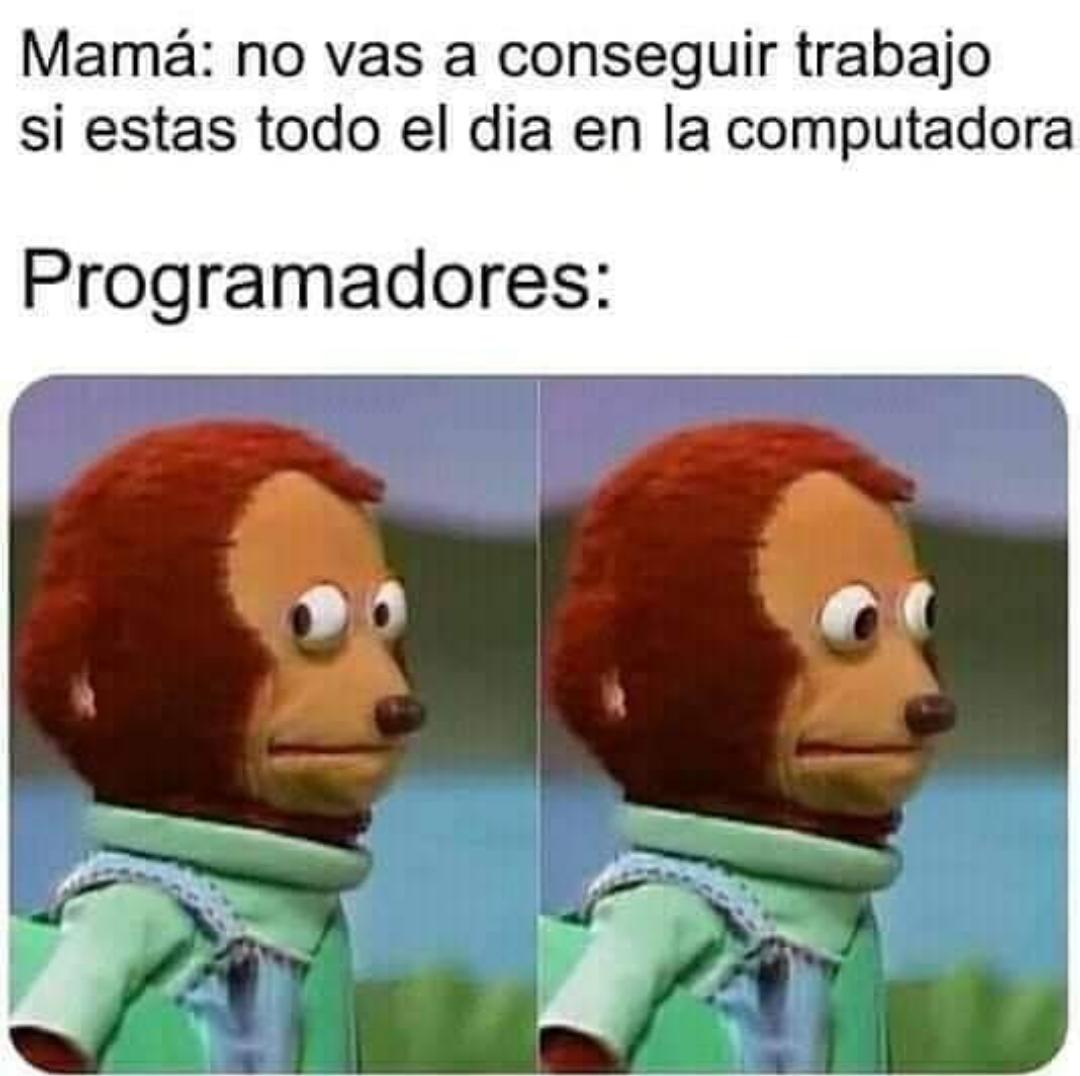 Mamá: no vas a conseguir trabajo
si estas todo el dia en la computadora
Programadores: